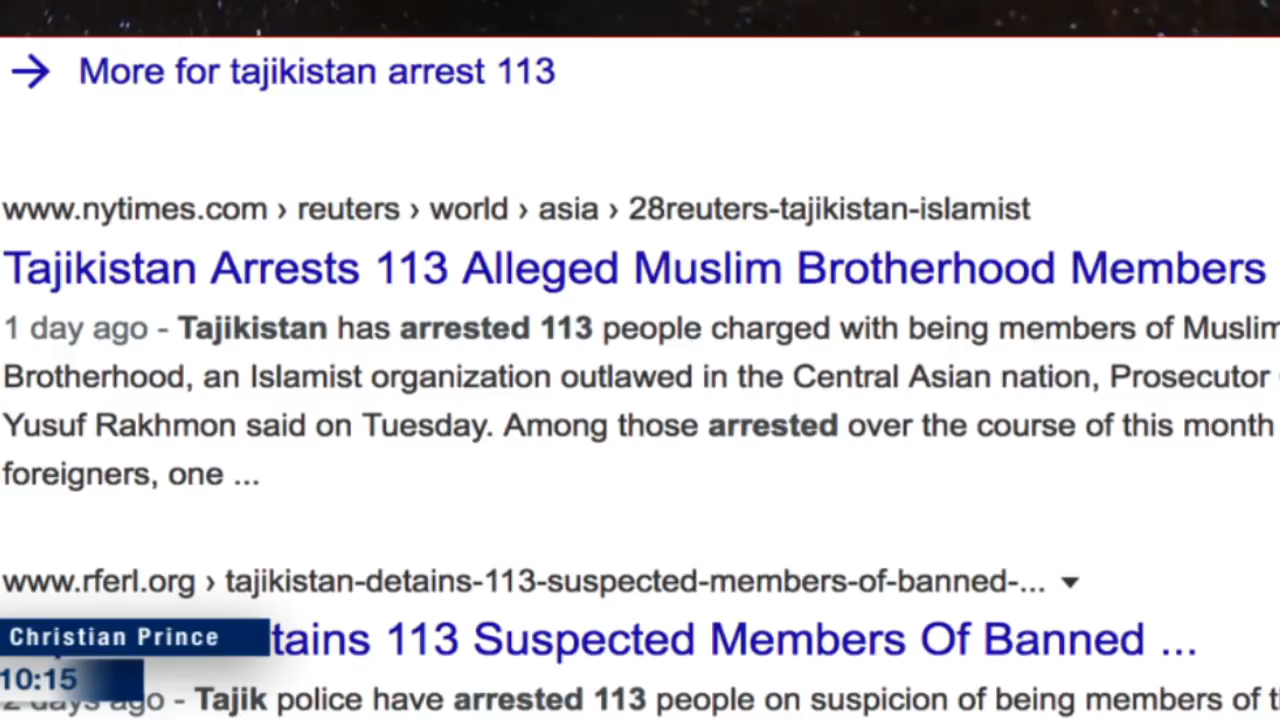 → More for tajikistan arrest 113
www.nytimes.com › reuters › world › asia › 28reuters-tajikistan-islamist
Tajikistan Arrests 113 Alleged Muslim Brotherhood Members
1 day ago - Tajikistan has arrested 113 people charged with being members of Muslim
Brotherhood, an Islamist organization outlawed in the Central Asian nation, Prosecutor
Yusuf Rakhmon said on Tuesday. Among those arrested over the course of this month
foreigners, one ...
www.rferl.org › tajikistan-detains-113-suspected-members-of-banned-...
Christian Prince
tains 113 Suspected Members Of Banned ...
10:15
2 days ago - Tajik police have arrested 113 people on suspicion of being members of